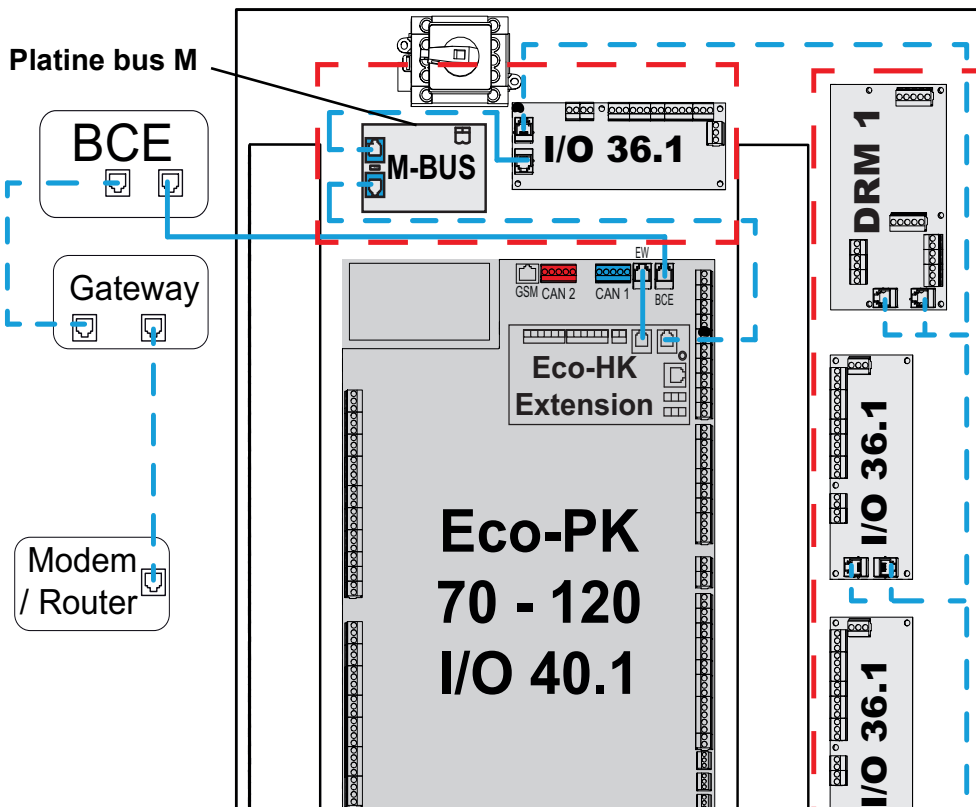 Platine bus M
BCE
M-BUS
I/O 36.1
DRM 1
Gateway
EW
GSM
CAN 2
CAN 1
BCE
Eco-HK
Extension
I/O 36.1
Eco-PK
70 - 120
I/O 40.1
Modem
/ Router
I/O 36.1